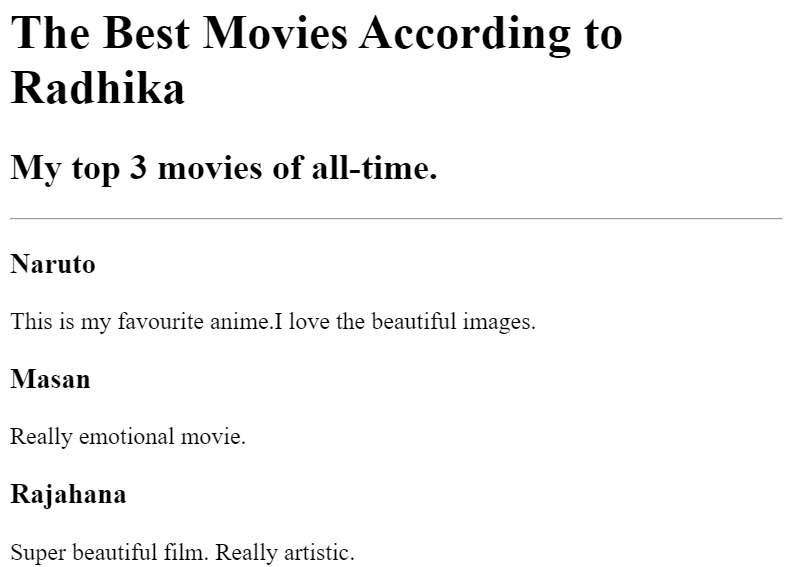 The Best Movies According to
Radhika
My top 3 movies of all-time.
Naruto
This is my favourite anime.I love the beautiful images.
Masan
Really emotional movie.
Rajahana
Super beautiful film. Really artistic.